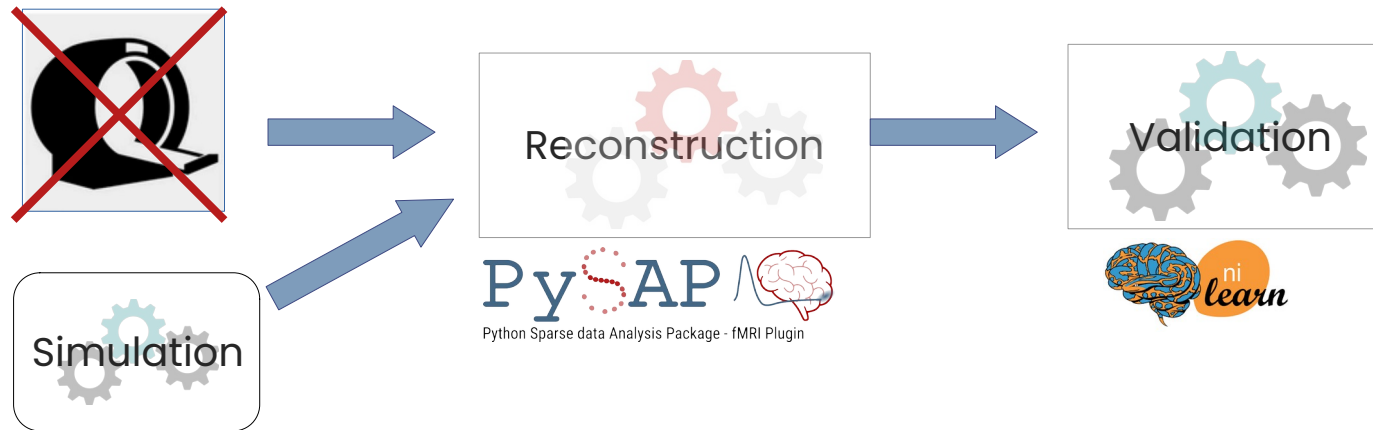 Reconstruction
Validation
Simulation
PySAP
Python Sparse data Analysis Package - fMRI Plugin
ni
learn